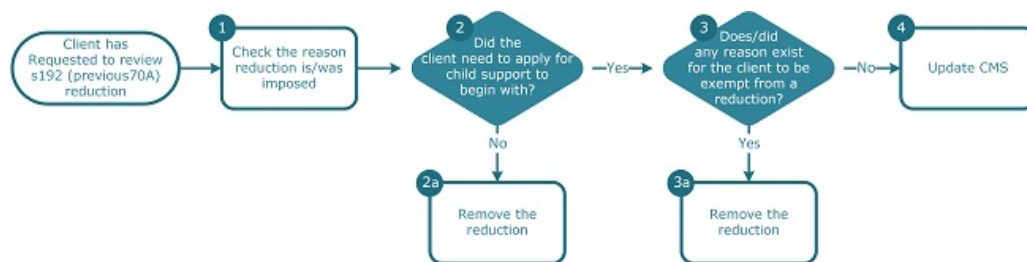 Client has
Requested to review
s192 (previous70A)
reduction
1
Check the reason
reduction is/was
imposed
2
Did the
client need to apply for
child support to
begin with?
Yes
3
Does/did
any reason exist
for the client to be
exempt from a
reduction?
No
4
Update CMS
No
2a
Remove the
reduction
Yes
3a
Remove the
reduction